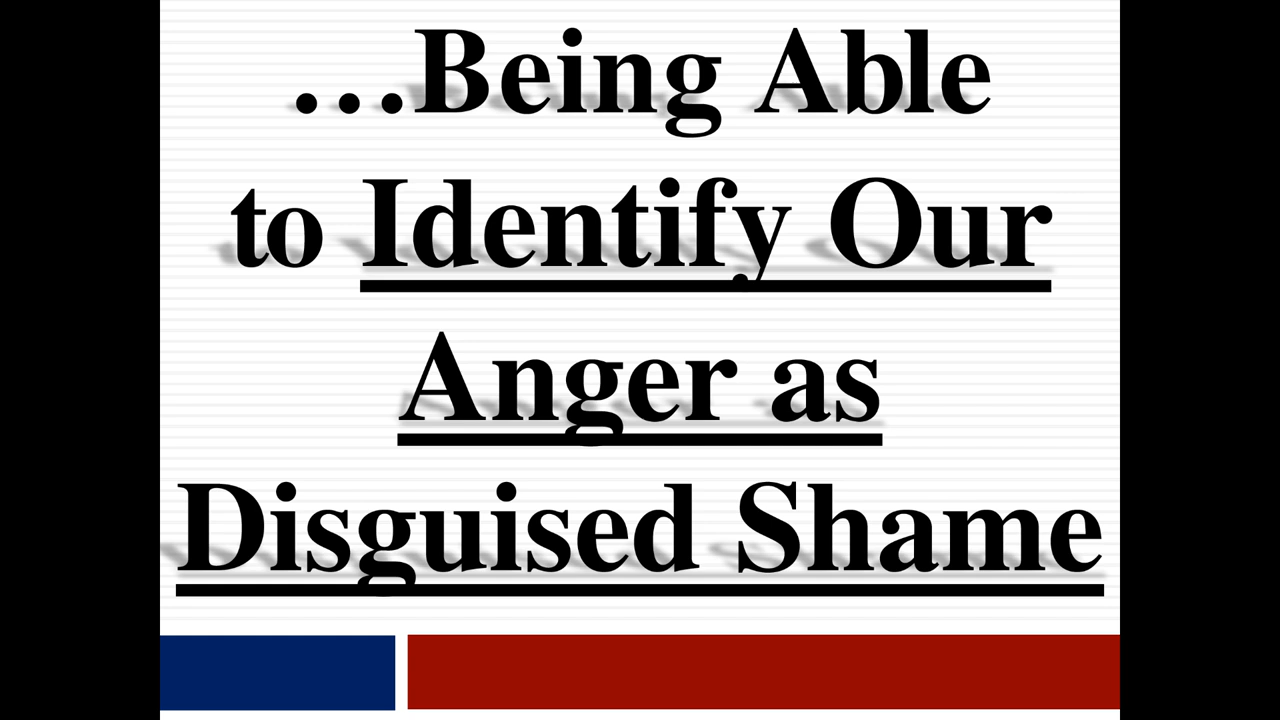 …Being Able
to Identify Our
Anger as
Disguised Shame